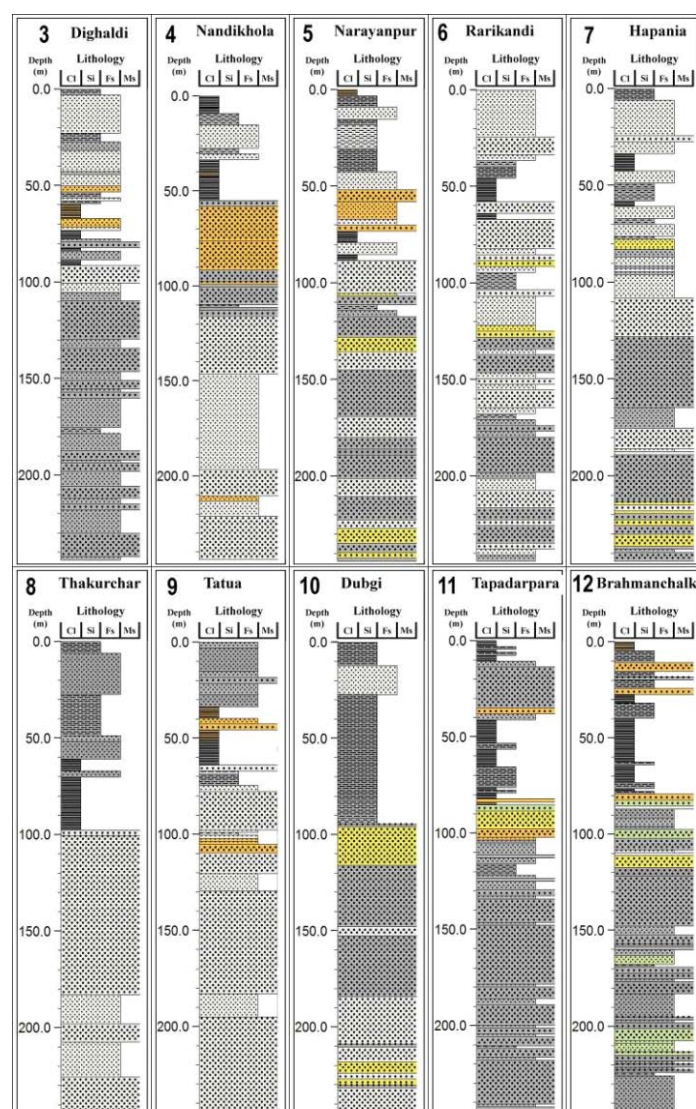 3 Dighaldi
Depth (m) Lithology
Cl Si Fs Ms
0.0
50.0
100.0
150.0
200.0
4 Nandikhola
Depth (m) Lithology
Cl Si Fs Ms
0.0
50.0
100.0
150.0
200.0
5 Narayanpur
Depth (m) Lithology
Cl Si Fs Ms
0.0
50.0
100.0
150.0
200.0
6 Rarikandi
Depth (m) Lithology
Cl Si Fs Ms
0.0
50.0
100.0
150.0
200.0
7 Hapania
Depth (m) Lithology
Cl Si Fs Ms
0.0
50.0
100.0
150.0
200.0
8 Thakurchar
Depth (m) Lithology
Cl Si Fs Ms
0.0
50.0
100.0
150.0
200.0
9 Tatua
Depth (m) Lithology
Cl Si Fs Ms
0.0
50.0
100.0
150.0
200.0
10 Dubgi
Depth (m) Lithology
Cl Si Fs Ms
0.0
50.0
100.0
150.0
200.0
11 Tapadarpara
Depth (m) Lithology
Cl Si Fs Ms
0.0
50.0
100.0
150.0
200.0
12 Brahmanchalk
Depth (m) Lithology
Cl Si Fs Ms
0.0
50.0
100.0
150.0
200.0